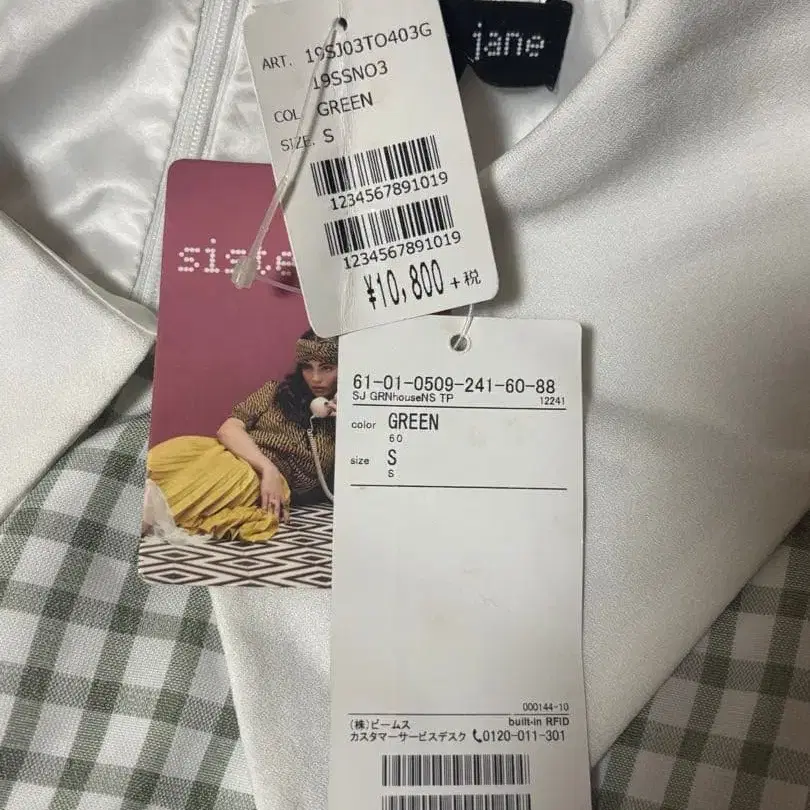 jane
ART. 19SJ03TO403G
19SSNO3
COL GREEN
SIZE. S
1234567891019
1234567891019
¥10,800+税
siste
61-01-0509-241-60-88
SJ GRNhouseNS TP 12241
color GREEN
60
size S
S
000144-10
(株)ビームス built-in RFID
カスタマーサービスデスク 0120-011-301